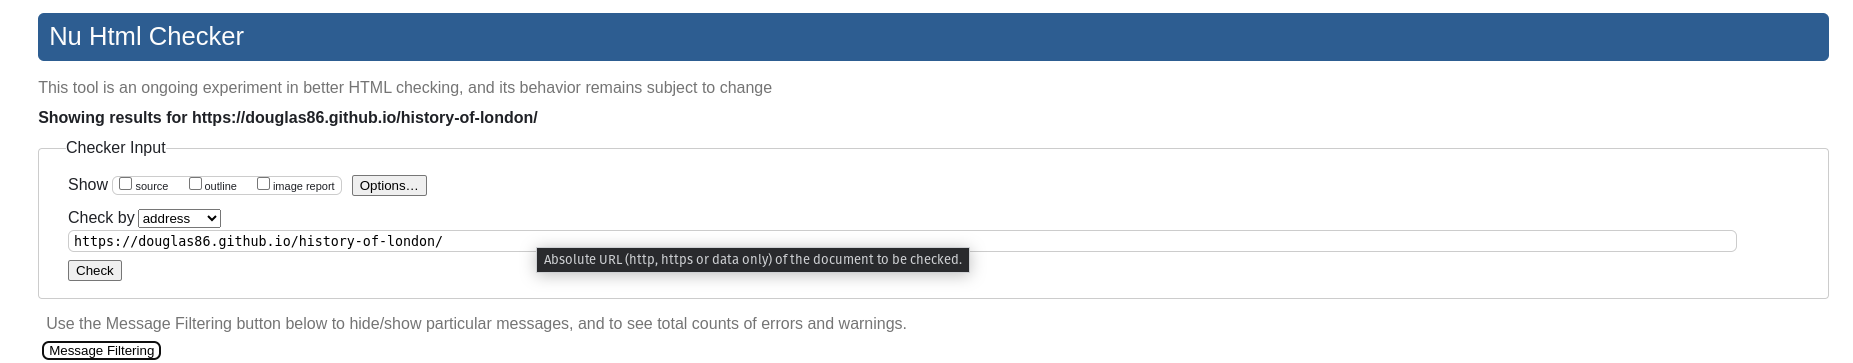 Nu Html Checker
This tool is an ongoing experiment in better HTML checking, and its behavior remains subject to change
Showing results for https://douglas86.github.io/history-of-london/
Checker Input
Show source outline image report Options…
Check by address
https://douglas86.github.io/history-of-london/
Absolute URL (http, https or data only) of the document to be checked.
Check
Use the Message Filtering button below to hide/show particular messages, and to see total counts of errors and warnings.
Message Filtering